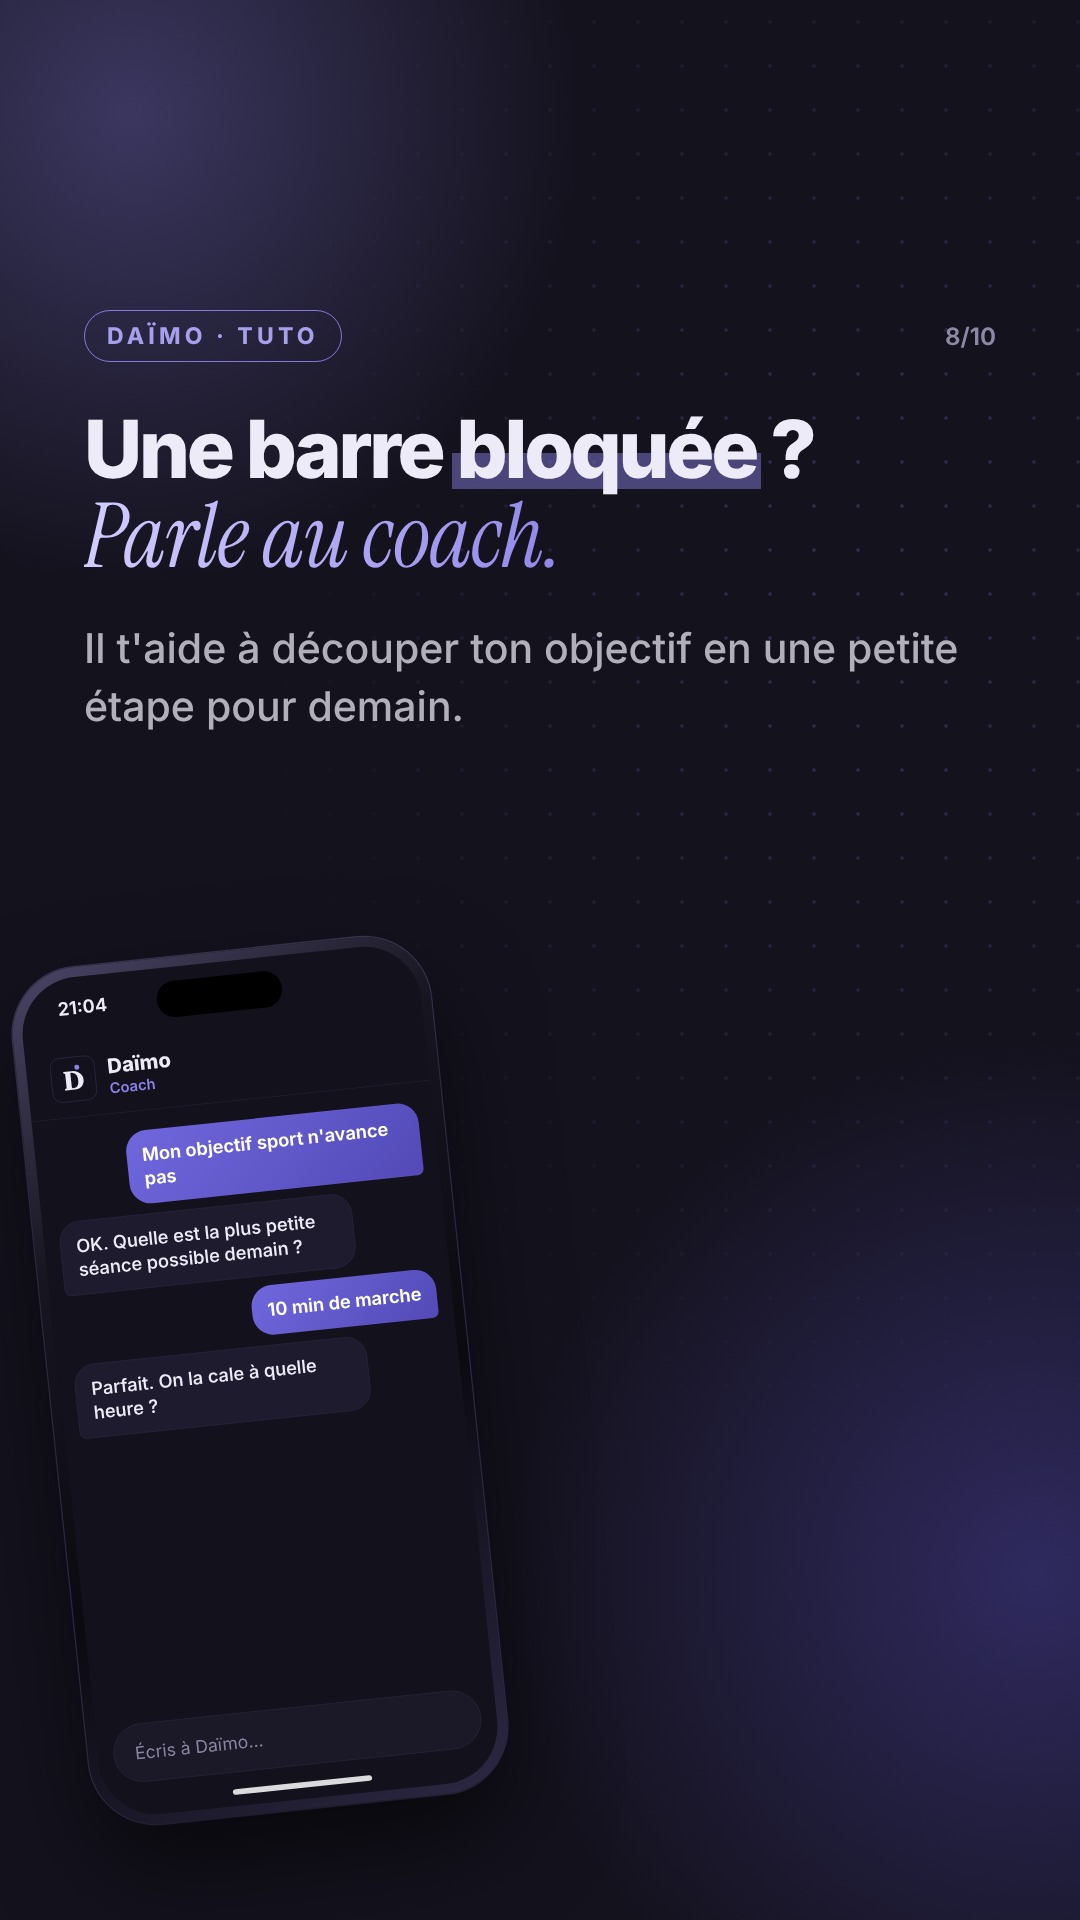 DAÏMO · TUTO
8/10
Une barre bloquée ?
Parle au coach.
Il t'aide à découper ton objectif en une petite
étape pour demain.
21:04
D
Daïmo
Coach
Mon objectif sport n'avance
pas
OK. Quelle est la plus petite
séance possible demain ?
10 min de marche
Parfait. On la cale à quelle
heure ?
Écris à Daïmo...